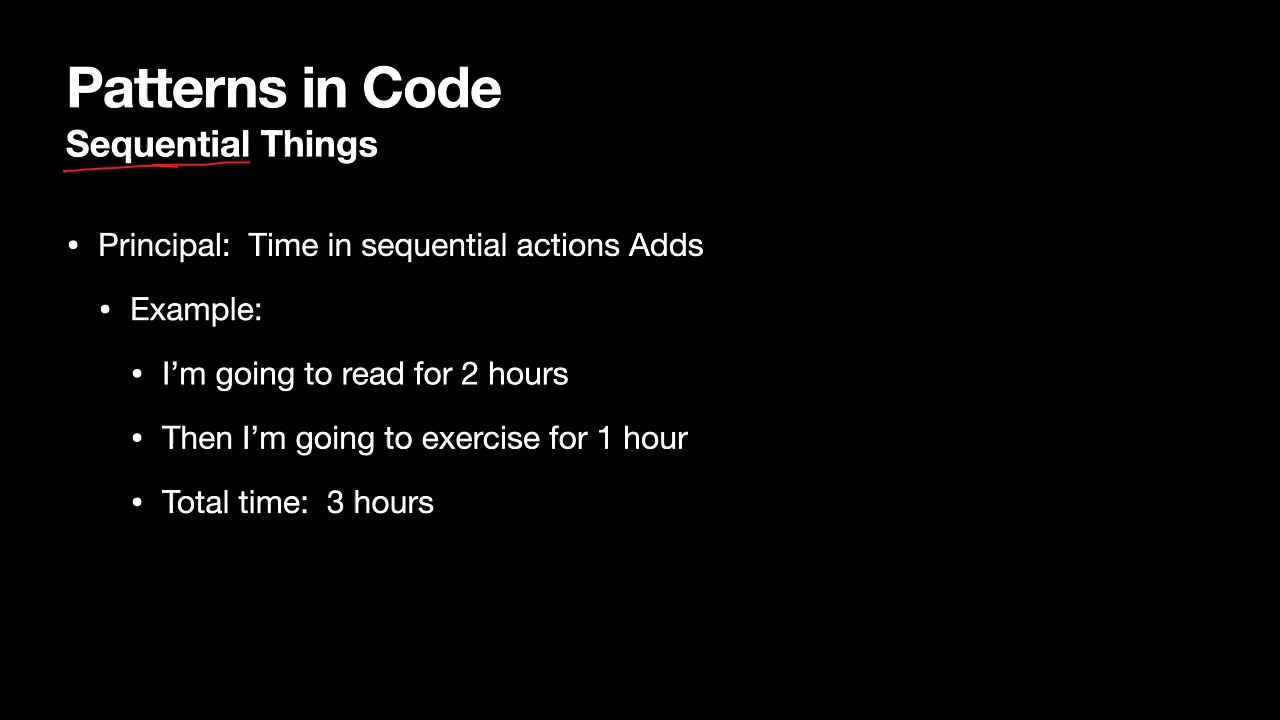 Patterns in Code
Sequential Things
• Principal:  Time in sequential actions Adds
• Example:
• I’m going to read for 2 hours
• Then I’m going to exercise for 1 hour
• Total time:  3 hours